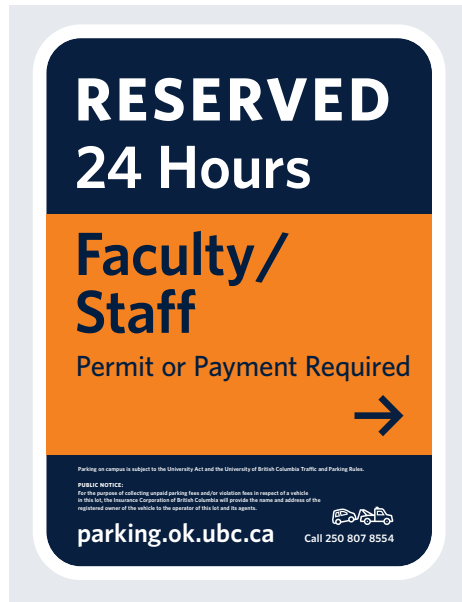 RESERVED
24 Hours
Faculty/
Staff
Permit or Payment Required
Parking on campus is subject to the University Act and the University of British Columbia Traffic and Parking Rules.
PUBLIC NOTICE:
For the purpose of collecting unpaid parking fees and/or violation fees in respect of a vehicle
in this lot, the Insurance Corporation of British Columbia will provide the name and address of the
registered owner of the vehicle to the operator of this lot and its agents.
parking.ok.ubc.ca
Call 250 807 8554